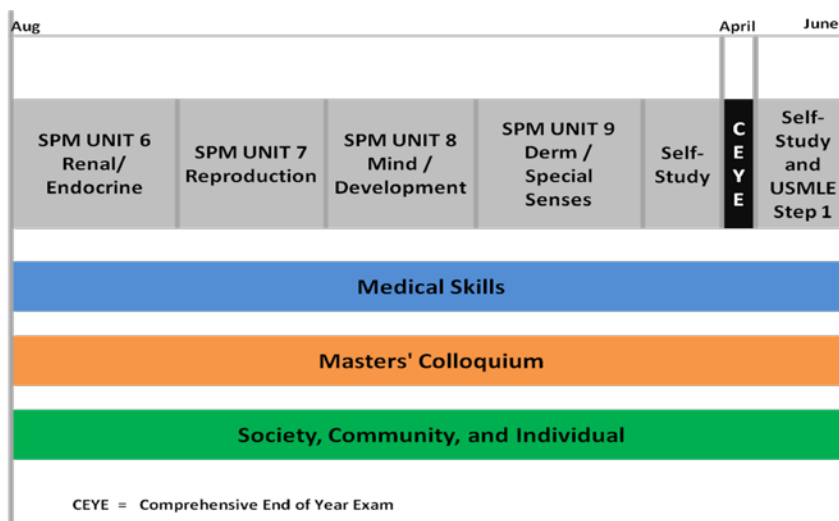 Aug April June
SPM UNIT 6
Renal/
Endocrine
SPM UNIT 7
Reproduction
SPM UNIT 8
Mind /
Development
SPM UNIT 9
Derm /
Special
Senses
Self-
Study
C
E
Y
E
Self-
Study
and
USMLE
Step 1
Medical Skills
Masters' Colloquium
Society, Community, and Individual
CEYE = Comprehensive End of Year Exam